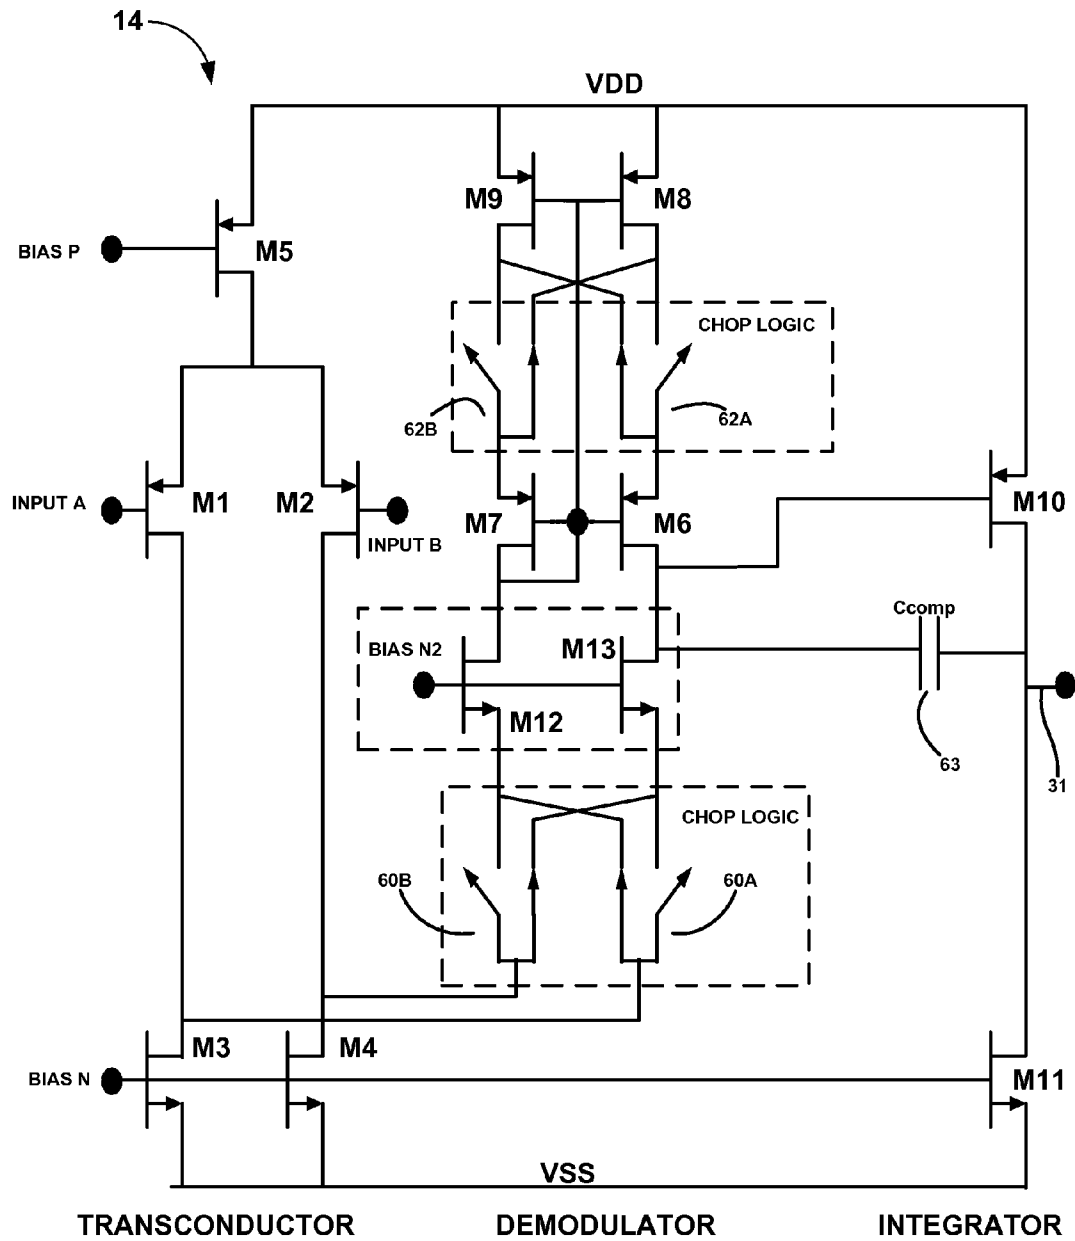 14
VDD
M9
M8
BIAS P
M5
CHOP LOGIC
62B
62A
INPUT A
M1
M2
M7
M6
M10
INPUT B
Ccomp
BIAS N2
M13
M12
63
31
CHOP LOGIC
60B
60A
M3
M4
BIAS N
M11
VSS
TRANSCONDUCTOR
DEMODULATOR
INTEGRATOR